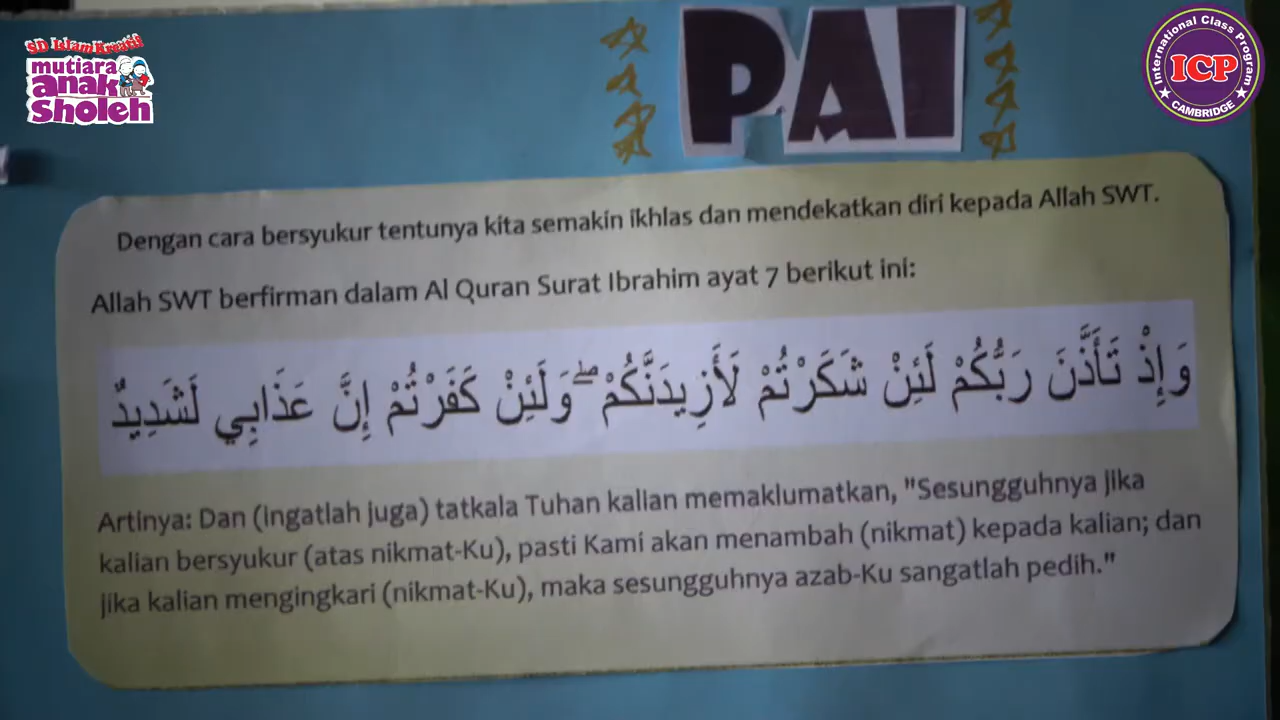 SD Islam Kreatif
mutiara
anak
Sholeh
PAI
International Class Program
ICP
CAMBRIDGE
Dengan cara bersyukur tentunya kita semakin ikhlas dan mendekatkan diri kepada Allah SWT.
Allah SWT berfirman dalam Al Quran Surat Ibrahim ayat 7 berikut ini:
وَإِذْ تَأَذَّنَ رَبُّكُمْ لَئِنْ شَكَرْتُمْ لَأَزِيدَنَّكُمْ ۖ وَلَئِنْ كَفَرْتُمْ إِنَّ عَذَابِي لَشَدِيدٌ
Artinya: Dan (ingatlah juga) tatkala Tuhan kalian memaklumatkan, "Sesungguhnya jika
kalian bersyukur (atas nikmat-Ku), pasti Kami akan menambah (nikmat) kepada kalian; dan
jika kalian mengingkari (nikmat-Ku), maka sesungguhnya azab-Ku sangatlah pedih."